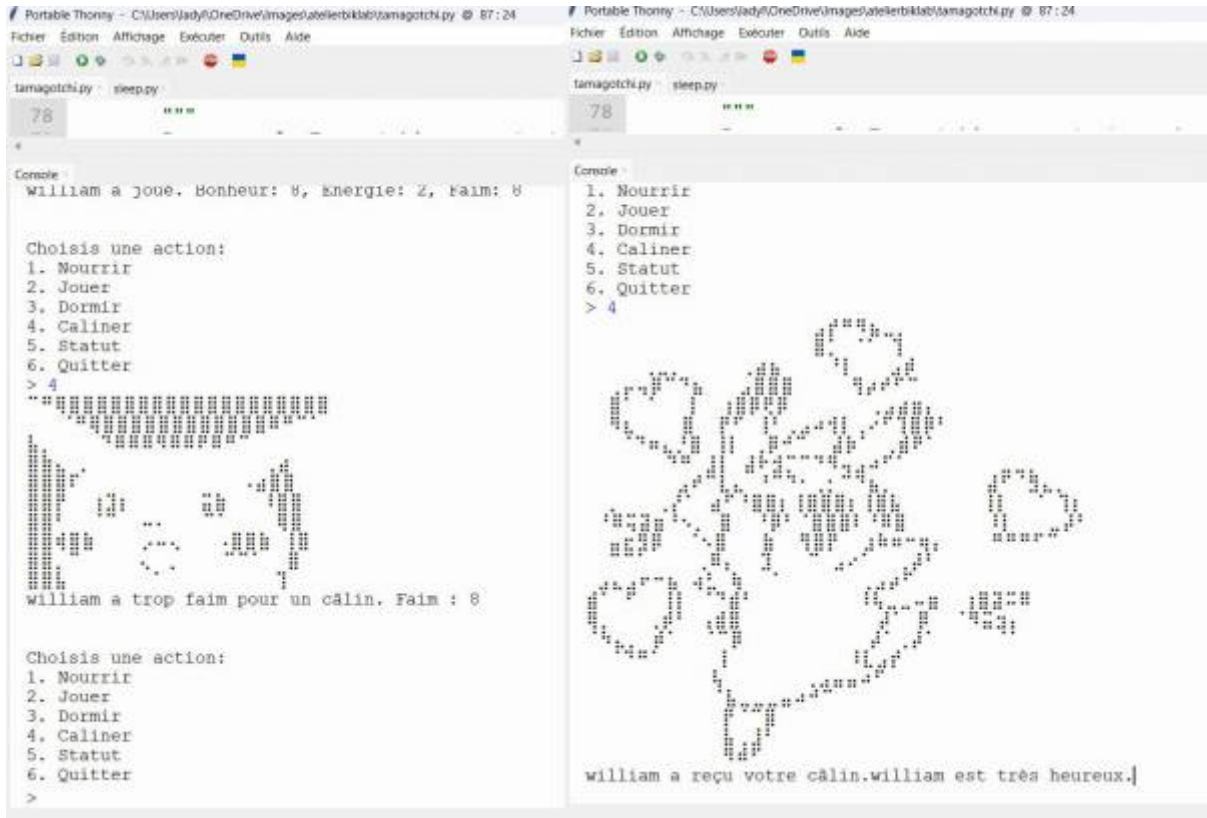 Portable Thonny - C:\Users\ladyl\OneDrive\Images\atelierbiklab\tamagotchi.py @ 87 : 24
Fichier Édition Affichage Exécuter Outils Aide
tamagotchi.py
sleep.py
78
"""
Console
william a joué. Bonheur: 8, Energie: 2, Faim: 8
Choisis une action:
1. Nourrir
2. Jouer
3. Dormir
4. Caliner
5. Statut
6. Quitter
> 4
william a trop faim pour un câlin. Faim : 8
Choisis une action:
1. Nourrir
2. Jouer
3. Dormir
4. Caliner
5. Statut
6. Quitter
>
Portable Thonny - C:\Users\ladyl\OneDrive\Images\atelierbiklab\tamagotchi.py @ 87 : 24
Fichier Édition Affichage Exécuter Outils Aide
tamagotchi.py
sleep.py
78
"""
Console
1. Nourrir
2. Jouer
3. Dormir
4. Caliner
5. Statut
6. Quitter
> 4
william a reçu votre câlin.william est très heureux.